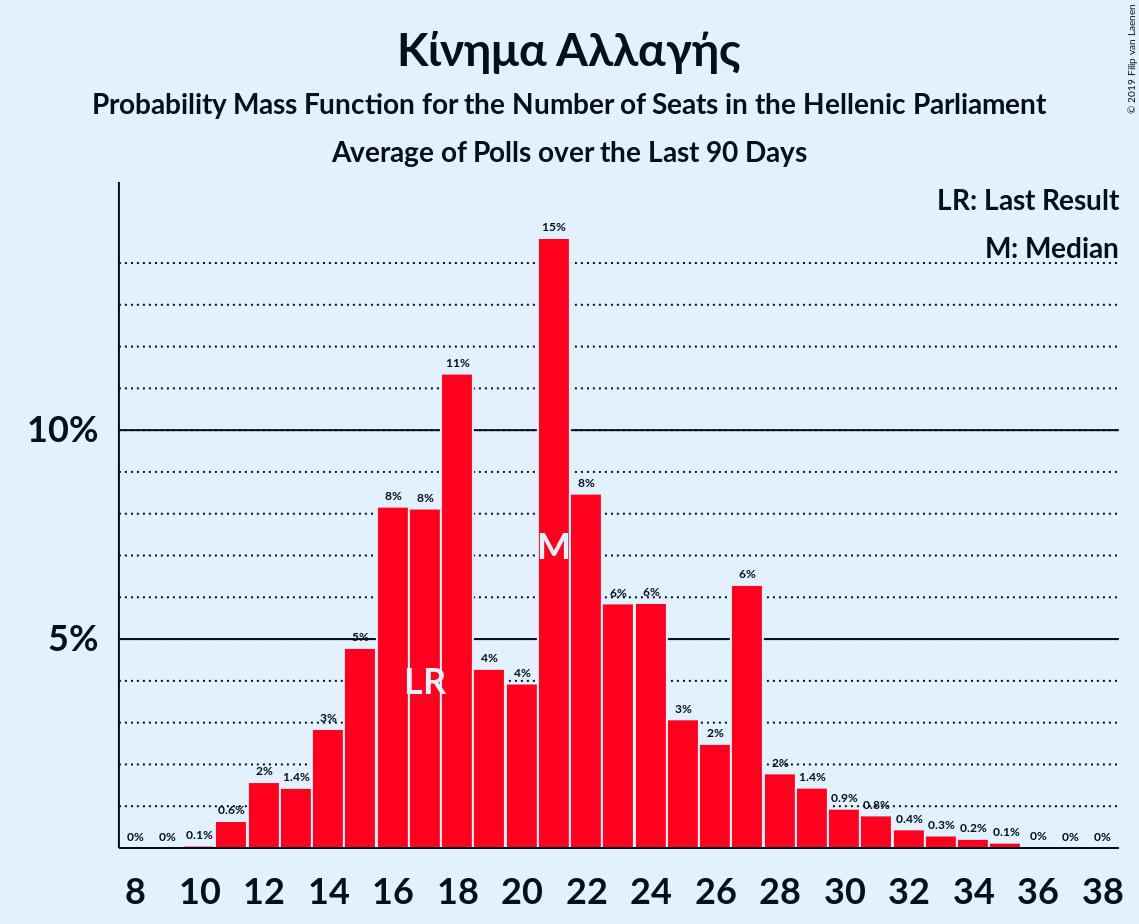 © 2019 Filip van Laenen
Κίνημα Αλλαγής
Probability Mass Function for the Number of Seats in the Hellenic Parliament
Average of Polls over the Last 90 Days
LR: Last Result
M: Median
15%
11%
10%
8% 8% 8%
M
6% 6% 6%
5% 5%
4% 4%
LR
3% 3%
2% 2% 2%
1.4% 1.4%
0.6% 0.9% 0.8%
0% 0% 0.1% 0.4% 0.3% 0.2% 0.1% 0% 0% 0%
8 10 12 14 16 18 20 22 24 26 28 30 32 34 36 38